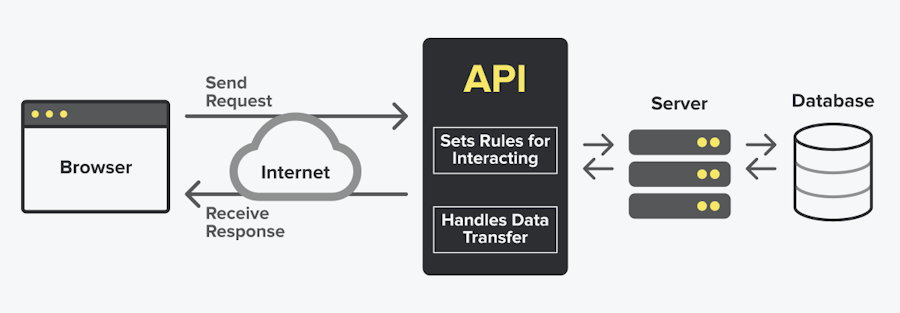 Send
Request
Browser
Internet
Receive
Response
API
Sets Rules for
Interacting
Handles Data
Transfer
Server
Database